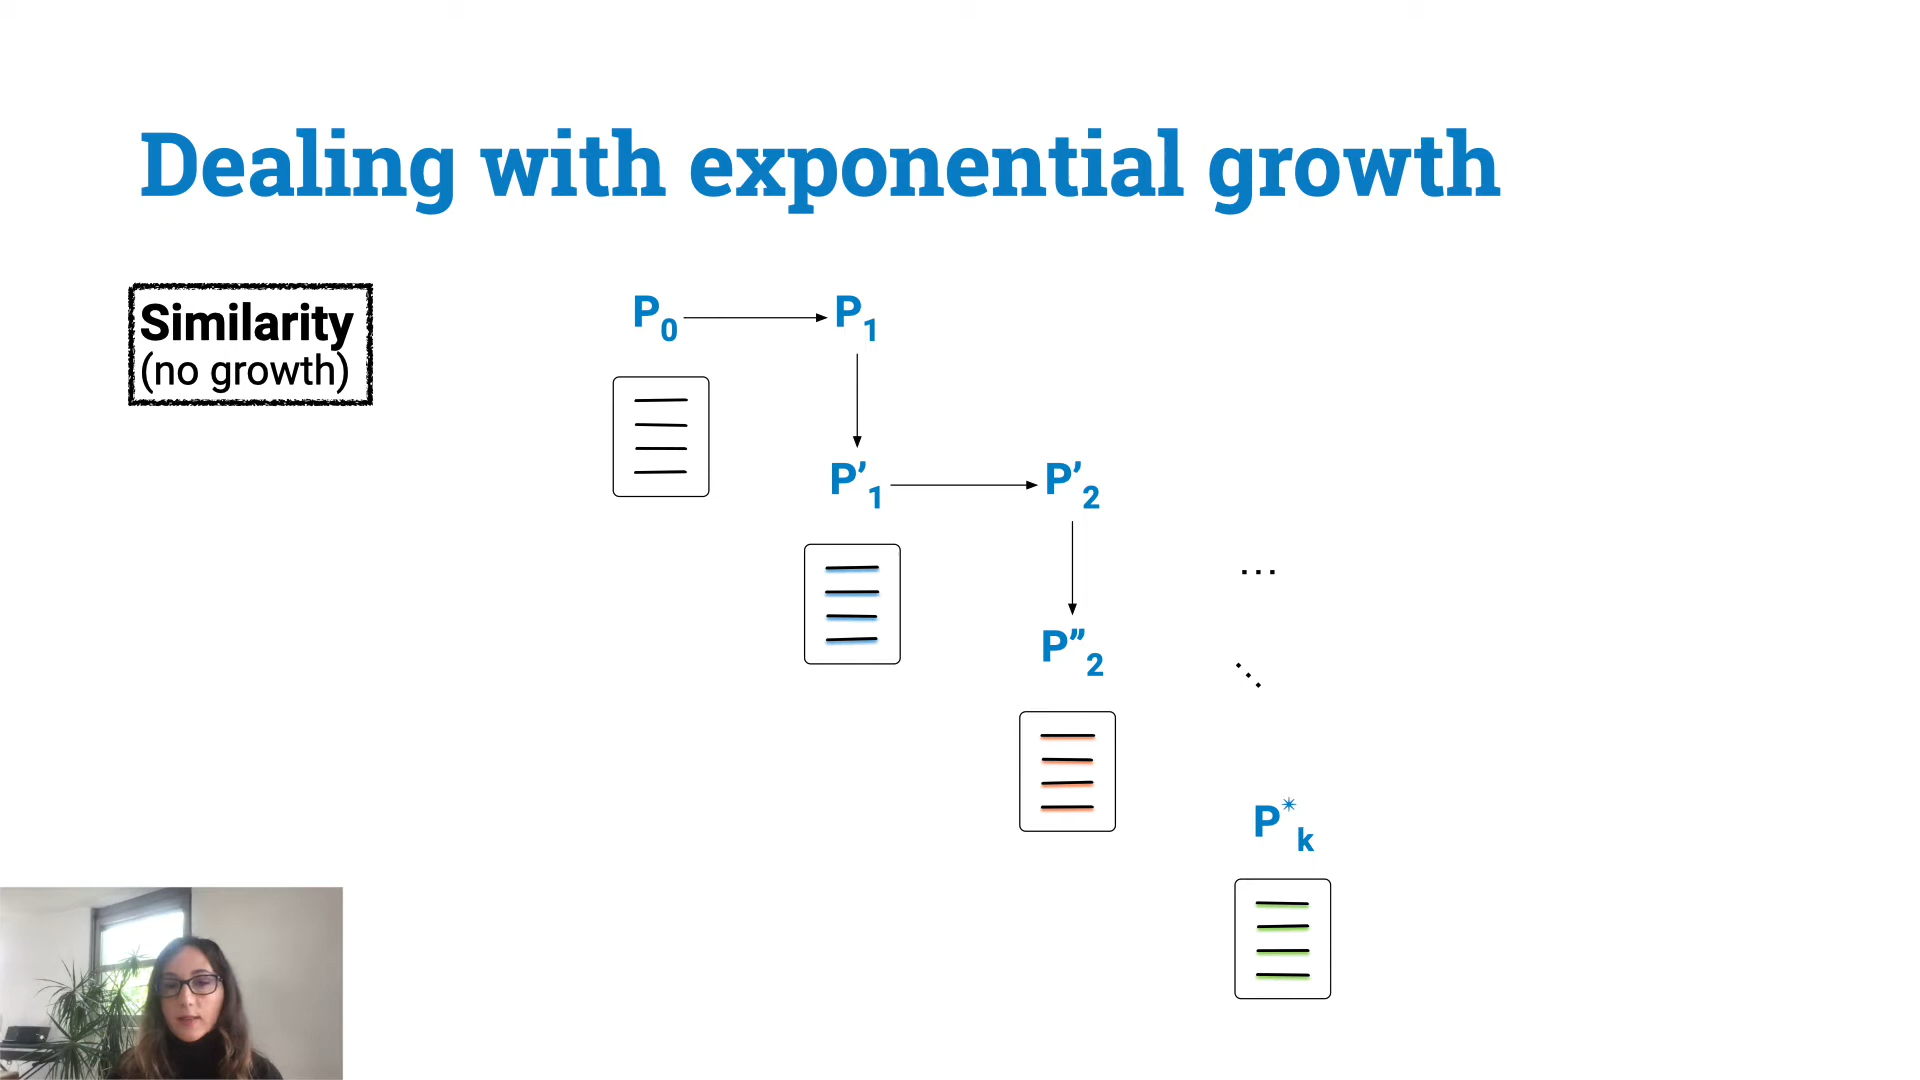 Dealing with exponential growth
Similarity
(no growth)
P₀ P₁
P’₁ P’₂
...
P”₂
P*ₖ